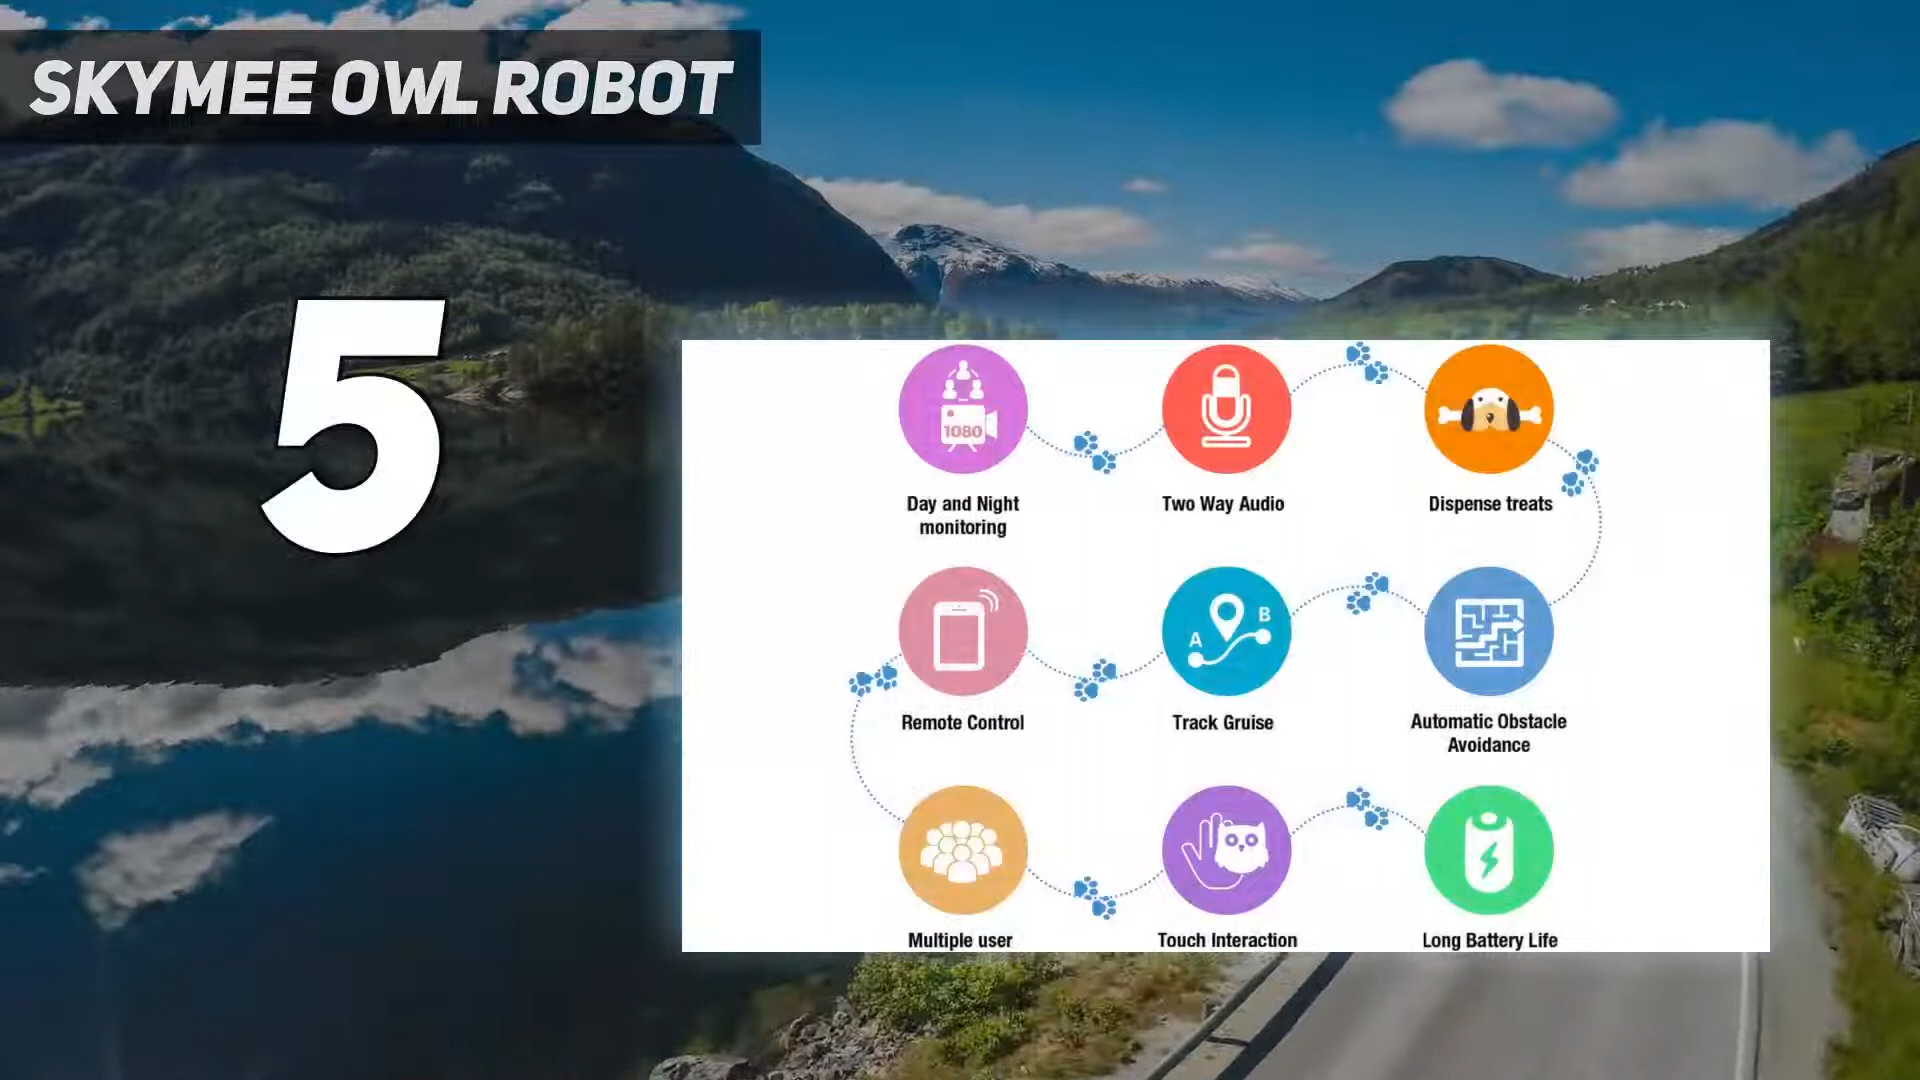 SKYMEE OWL ROBOT
5
1080
Day and Night
monitoring
Two Way Audio
Dispense treats
Remote Control
A
B
Track Gruise
Automatic Obstacle
Avoidance
Multiple user
Touch Interaction
Long Battery Life